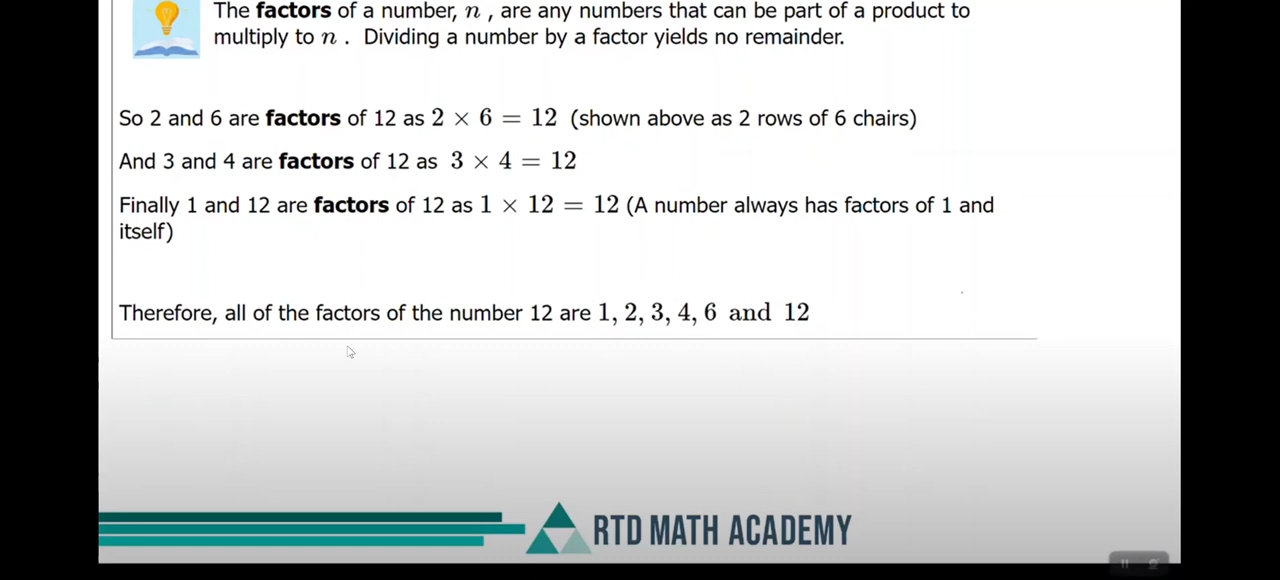 The factors of a number, n , are any numbers that can be part of a product to
multiply to n . Dividing a number by a factor yields no remainder.
So 2 and 6 are factors of 12 as 2 × 6 = 12 (shown above as 2 rows of 6 chairs)
And 3 and 4 are factors of 12 as 3 × 4 = 12
Finally 1 and 12 are factors of 12 as 1 × 12 = 12 (A number always has factors of 1 and
itself)
Therefore, all of the factors of the number 12 are 1, 2, 3, 4, 6 and 12
RTD MATH ACADEMY